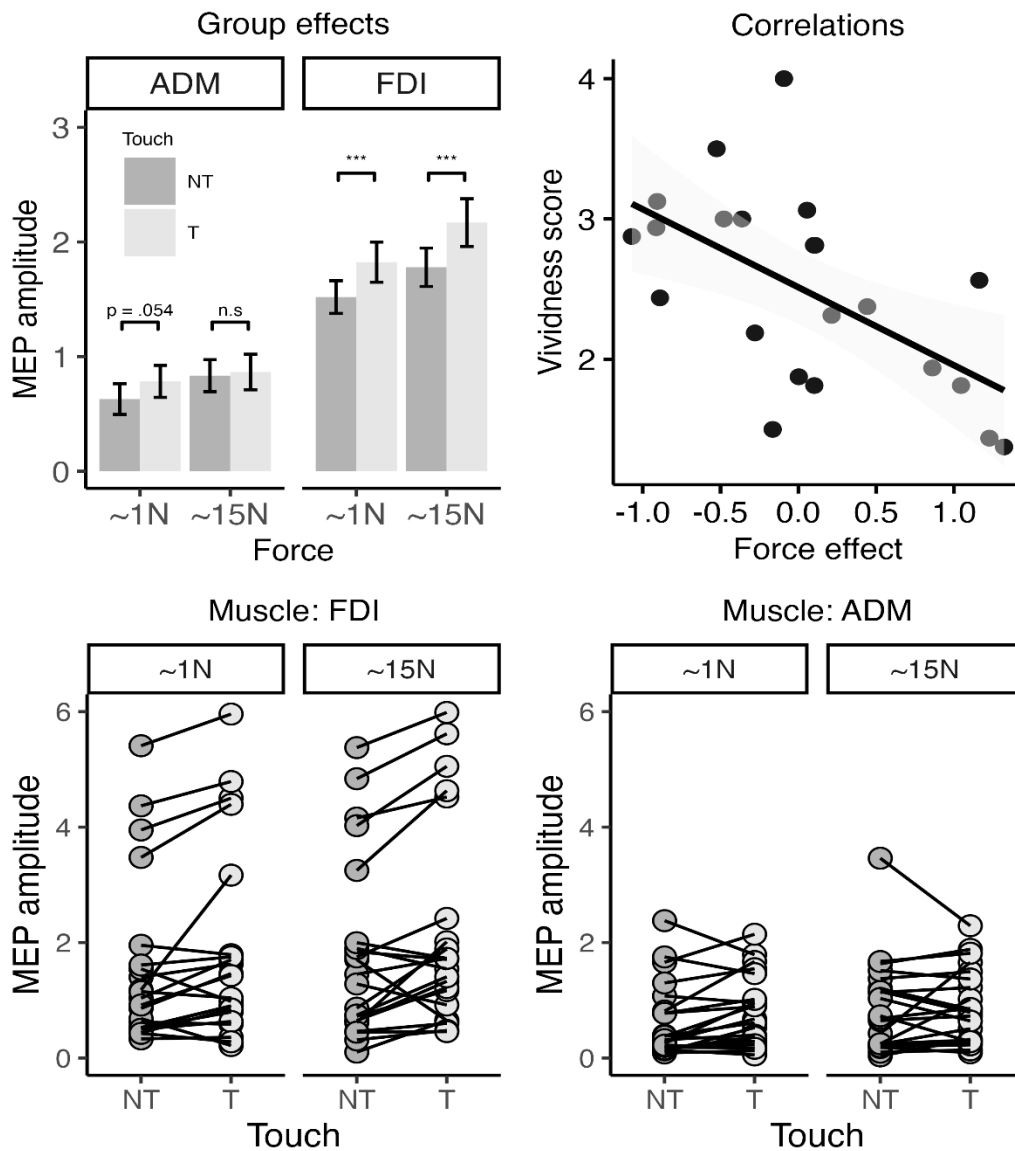 Group effects
ADM
FDI
3
2
1
0
MEP amplitude
Touch
NT
T
p = .054
n.s
***
***
~1N
~15N
~1N
~15N
Force
Correlations
4
3
2
Vividness score
-1.0
-0.5
0.0
0.5
1.0
Force effect
Muscle: FDI
~1N
~15N
6
4
2
0
MEP amplitude
NT
T
NT
T
Touch
Muscle: ADM
~1N
~15N
6
4
2
0
MEP amplitude
NT
T
NT
T
Touch